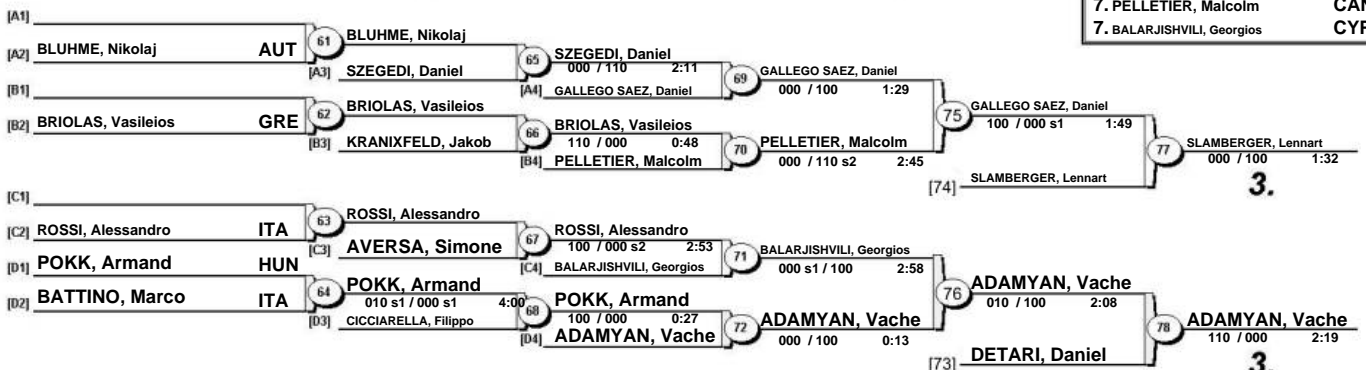 7. PELLETIER, Malcolm CAN
7. BALARJISHVILI, Georgios CYP
[A1]
[A2] BLUHME, Nikolaj AUT
61
BLUHME, Nikolaj
[A3] SZEGEDI, Daniel
65
SZEGEDI, Daniel
000 / 110 2:11
[A4] GALLEGO SAEZ, Daniel
69
GALLEGO SAEZ, Daniel
000 / 100 1:29
[B1]
[B2] BRIOLAS, Vasileios GRE
62
BRIOLAS, Vasileios
[B3] KRANIXFELD, Jakob
66
BRIOLAS, Vasileios
110 / 000 0:48
[B4] PELLETIER, Malcolm
70
PELLETIER, Malcolm
000 / 110 s2 2:45
75
GALLEGO SAEZ, Daniel
100 / 000 s1 1:49
[74] SLAMBERGER, Lennart
77
SLAMBERGER, Lennart
000 / 100 1:32
3.
[C1]
[C2] ROSSI, Alessandro ITA
63
ROSSI, Alessandro
[C3] AVERSA, Simone
67
ROSSI, Alessandro
100 / 000 s2 2:53
[C4] BALARJISHVILI, Georgios
71
BALARJISHVILI, Georgios
000 s1 / 100 2:58
[D1] POKK, Armand HUN
[D2] BATTINO, Marco ITA
64
POKK, Armand
010 s1 / 000 s1 4:00
[D3] CICCIARELLA, Filippo
68
POKK, Armand
100 / 000 0:27
[D4] ADAMYAN, Vache
72
ADAMYAN, Vache
000 / 100 0:13
76
ADAMYAN, Vache
010 / 100 2:08
[73] DETARI, Daniel
78
ADAMYAN, Vache
110 / 000 2:19
3.